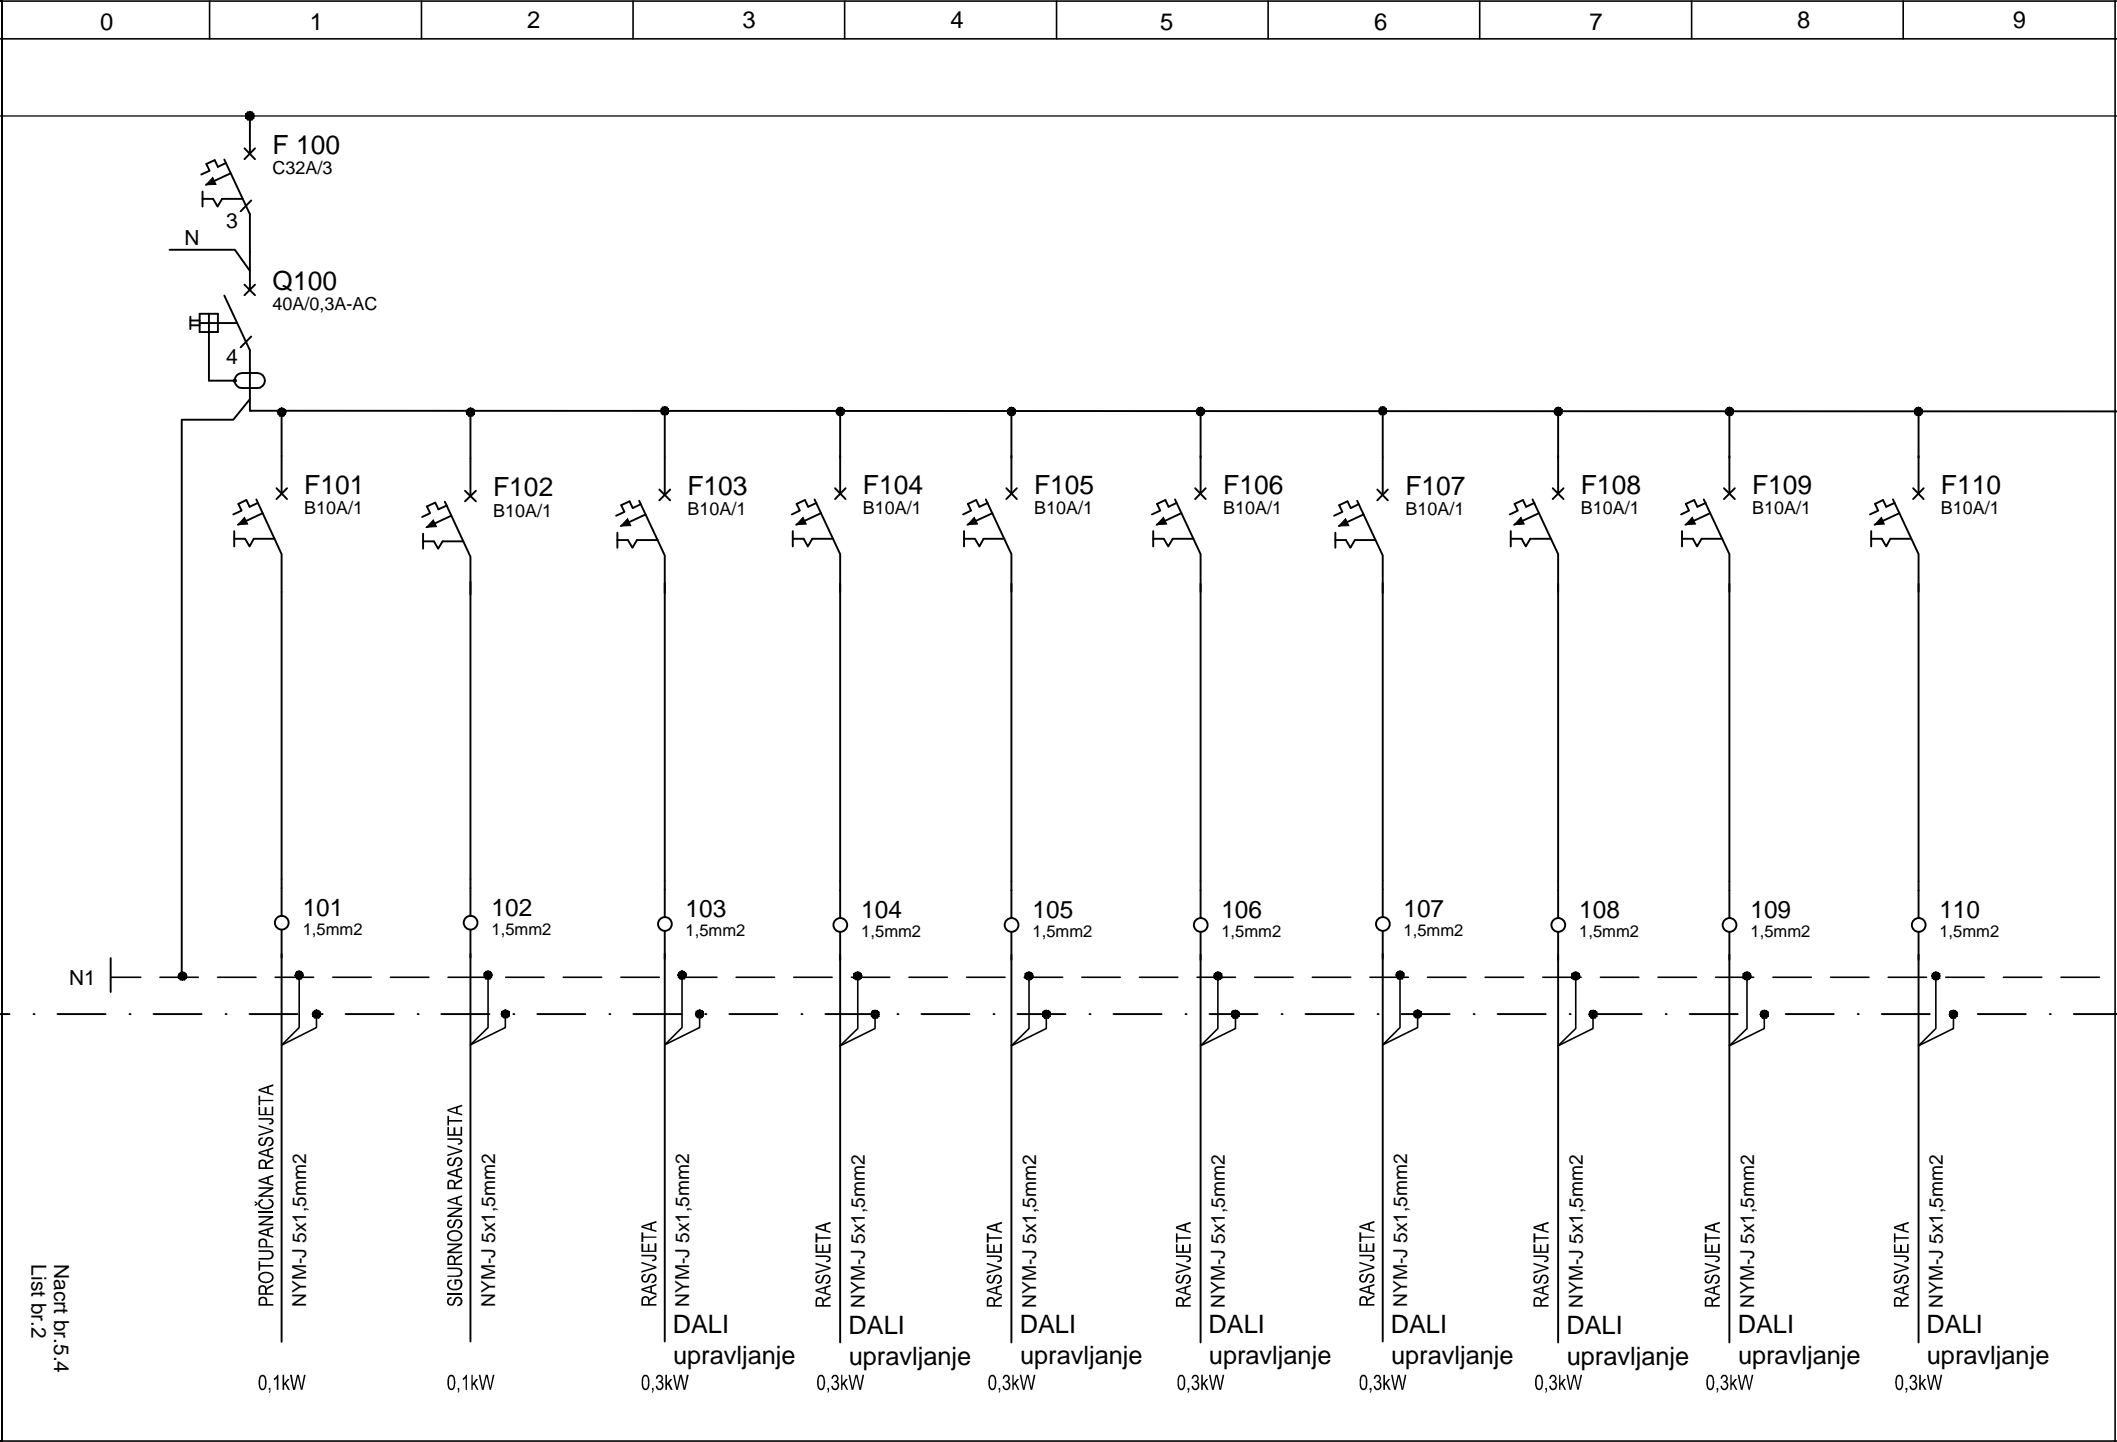 0 1 2 3 4 5 6 7 8 9
F 100
C32A/3
3
N
Q100
40A/0,3A-AC
4
F101
B10A/1
F102
B10A/1
F103
B10A/1
F104
B10A/1
F105
B10A/1
F106
B10A/1
F107
B10A/1
F108
B10A/1
F109
B10A/1
F110
B10A/1
101
1,5mm2
102
1,5mm2
103
1,5mm2
104
1,5mm2
105
1,5mm2
106
1,5mm2
107
1,5mm2
108
1,5mm2
109
1,5mm2
110
1,5mm2
N1
PROTUPANIČNA RASVJETA
NYM-J 5x1,5mm2
0,1kW
SIGURNOSNA RASVJETA
NYM-J 5x1,5mm2
0,1kW
RASVJETA
NYM-J 5x1,5mm2
DALI
upravljanje
0,3kW
RASVJETA
NYM-J 5x1,5mm2
DALI
upravljanje
0,3kW
RASVJETA
NYM-J 5x1,5mm2
DALI
upravljanje
0,3kW
RASVJETA
NYM-J 5x1,5mm2
DALI
upravljanje
0,3kW
RASVJETA
NYM-J 5x1,5mm2
DALI
upravljanje
0,3kW
RASVJETA
NYM-J 5x1,5mm2
DALI
upravljanje
0,3kW
RASVJETA
NYM-J 5x1,5mm2
DALI
upravljanje
0,3kW
RASVJETA
NYM-J 5x1,5mm2
DALI
upravljanje
0,3kW
Nacrt br.5.4
List br.2